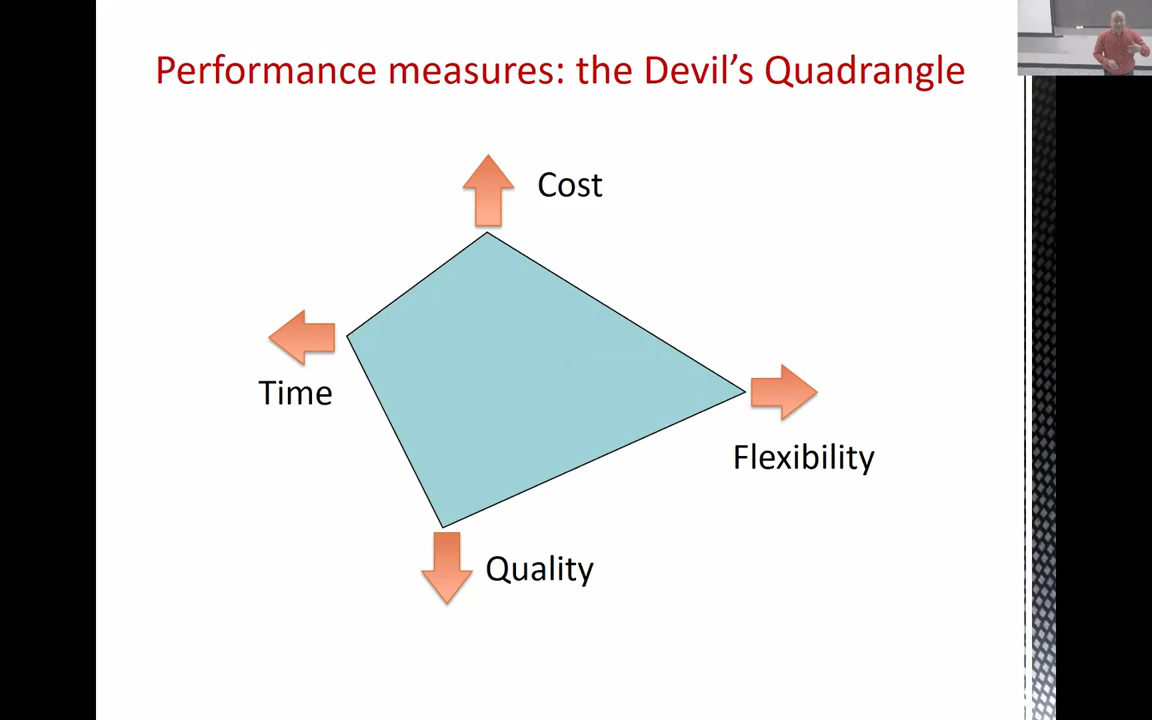 Performance measures: the Devil’s Quadrangle
Cost
Time
Flexibility
Quality